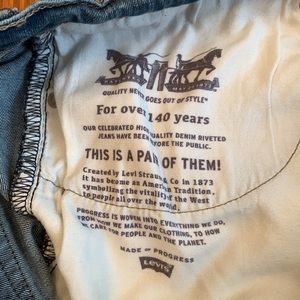 QUALITY NEVER GOES OUT OF STYLE®
For over 140 years
OUR CELEBRATED HIGH QUALITY DENIM RIVETED
JEANS HAVE BEEN BEFORE THE PUBLIC.
THIS IS A PAIR OF THEM!
Created by Levi Strauss & Co in 1873
it has become an American Tradition,
symbolizing the vitality of the West
to people all over the world.
PROGRESS IS WOVEN INTO EVERYTHING WE DO,
FROM HOW WE MAKE OUR CLOTHING, TO HOW
WE CARE FOR PEOPLE AND THE PLANET.
MADE OF PROGRESS
Levi's